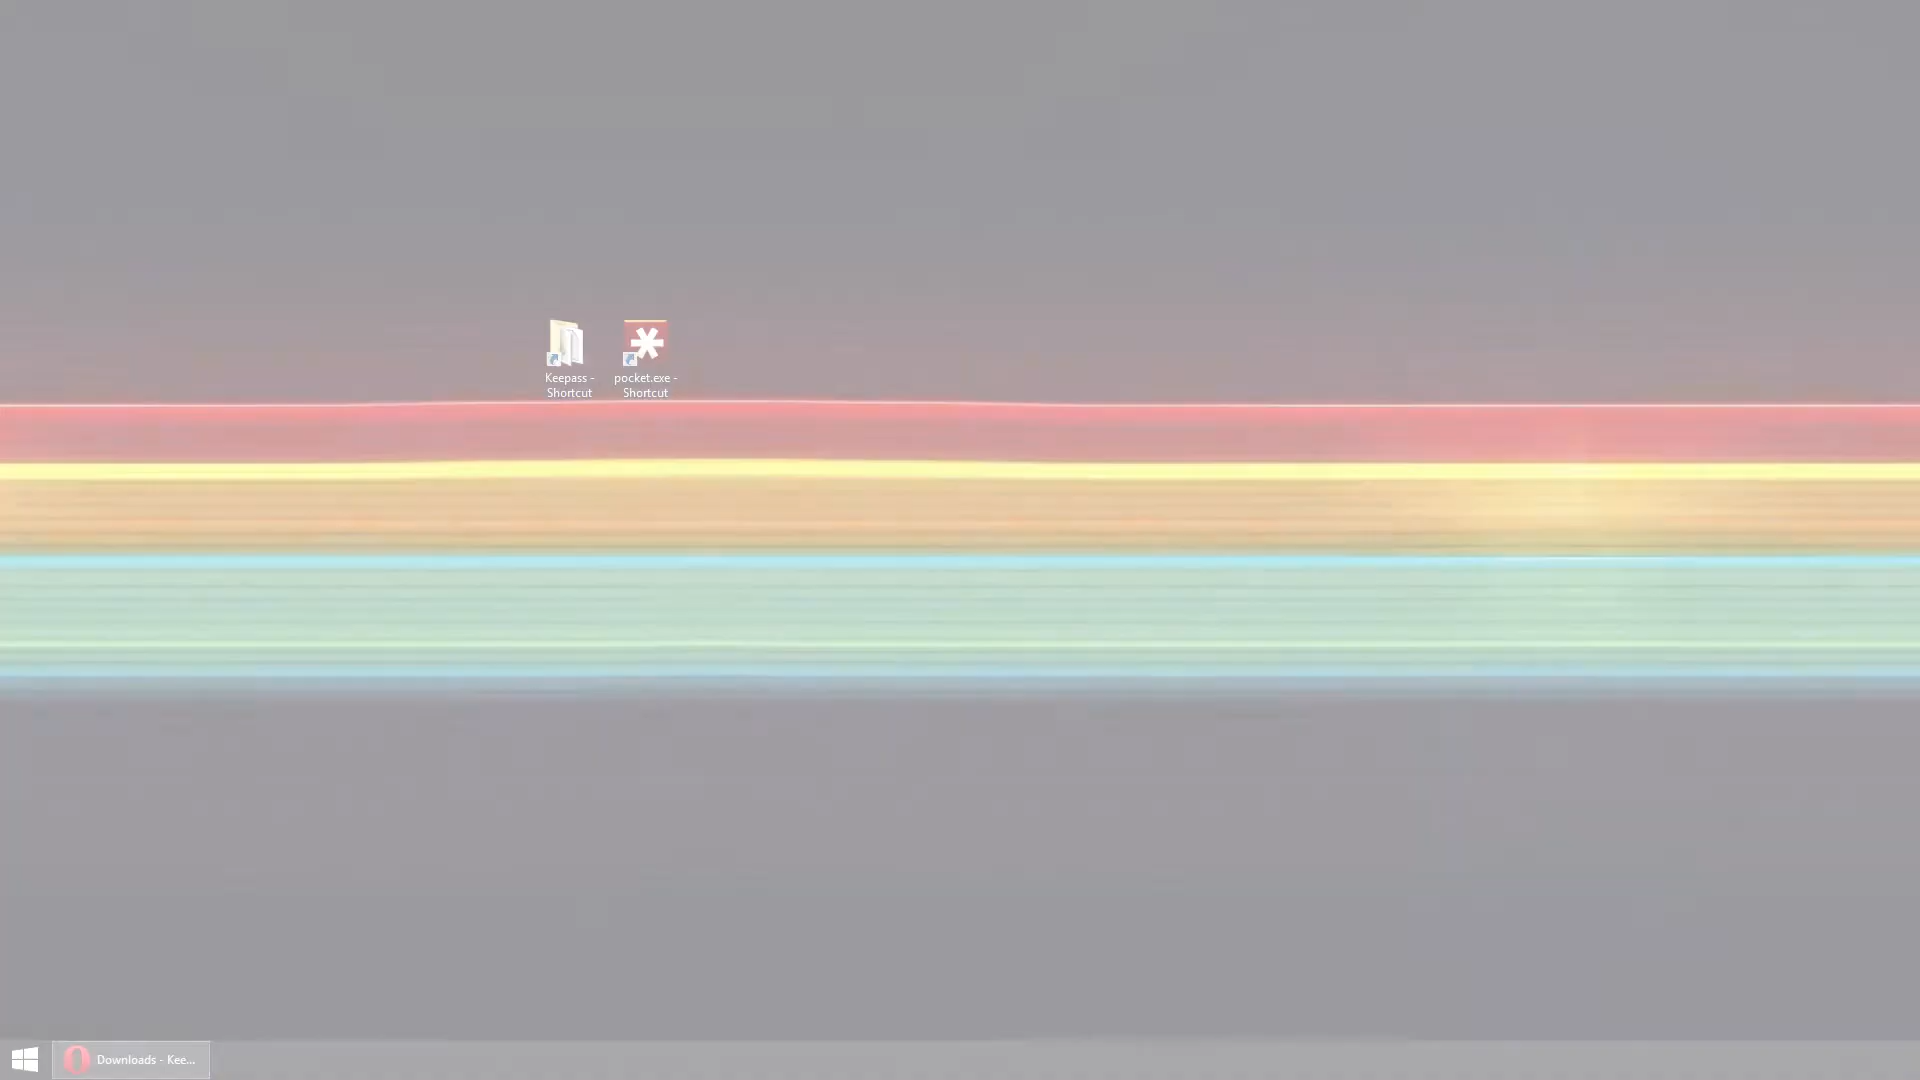 Keepass -
Shortcut
pocket.exe -
Shortcut
Downloads - Kee...